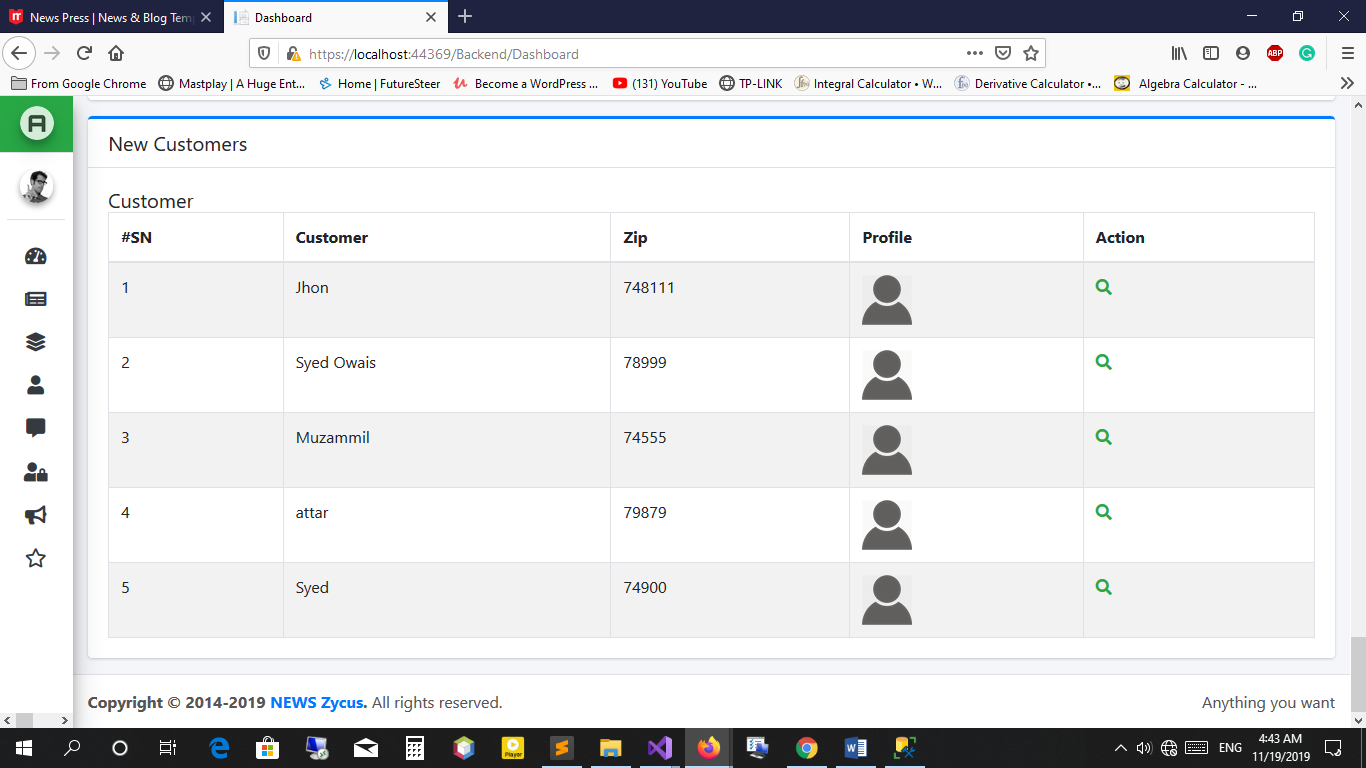 News Press | News & Blog Tem
Dashboard
https://localhost:44369/Backend/Dashboard
ABP
From Google Chrome
Mastplay | A Huge Ent...
Home | FutureSteer
Become a WordPress ...
(131) YouTube
TP-LINK
Integral Calculator • W...
Derivative Calculator •...
Algebra Calculator - ...
A
New Customers
Customer
#SN Customer Zip Profile Action
1 Jhon 748111
2 Syed Owais 78999
3 Muzammil 74555
4 attar 79879
5 Syed 74900
Copyright © 2014-2019 NEWS Zycus. All rights reserved.
Anything you want
Player
ENG
4:43 AM
11/19/2019